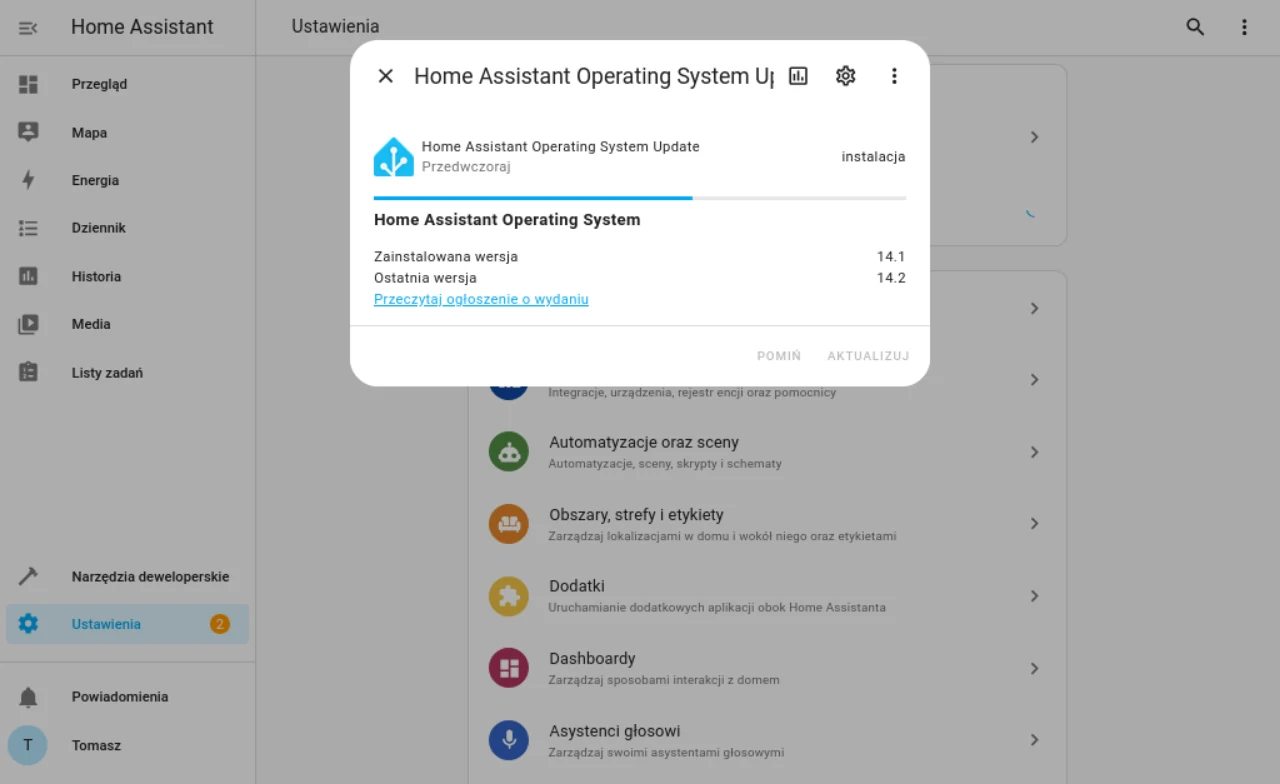 Home Assistant
Ustawienia
Przegląd
Mapa
Energia
Dziennik
Historia
Media
Listy zadań
Narzędzia deweloperskie
Ustawienia 2
Powiadomienia
T Tomasz
Home Assistant Operating System Up
Home Assistant Operating System Update
Przedwczoraj
instalacja
Home Assistant Operating System
Zainstalowana wersja 14.1
Ostatnia wersja 14.2
Przeczytaj ogłoszenie o wydaniu
POMIŃ AKTUALIZUJ
Integracje, urządzenia, rejestr encji oraz pomocnicy
Automatyzacje oraz sceny
Automatyzacje, sceny, skrypty i schematy
Obszary, strefy i etykiety
Zarządzaj lokalizacjami w domu i wokół niego oraz etykietami
Dodatki
Uruchamianie dodatkowych aplikacji obok Home Assistanta
Dashboardy
Zarządzaj sposobami interakcji z domem
Asystenci głosowi
Zarządzaj swoimi asystentami głosowymi